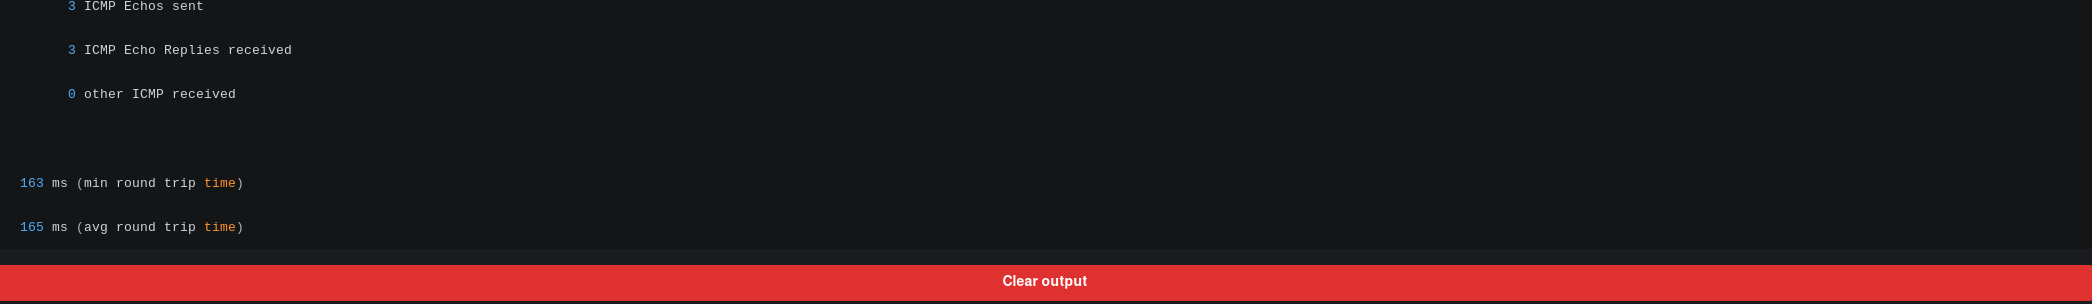 3 ICMP Echos sent
3 ICMP Echo Replies received
0 other ICMP received
163 ms (min round trip time)
165 ms (avg round trip time)
Clear output